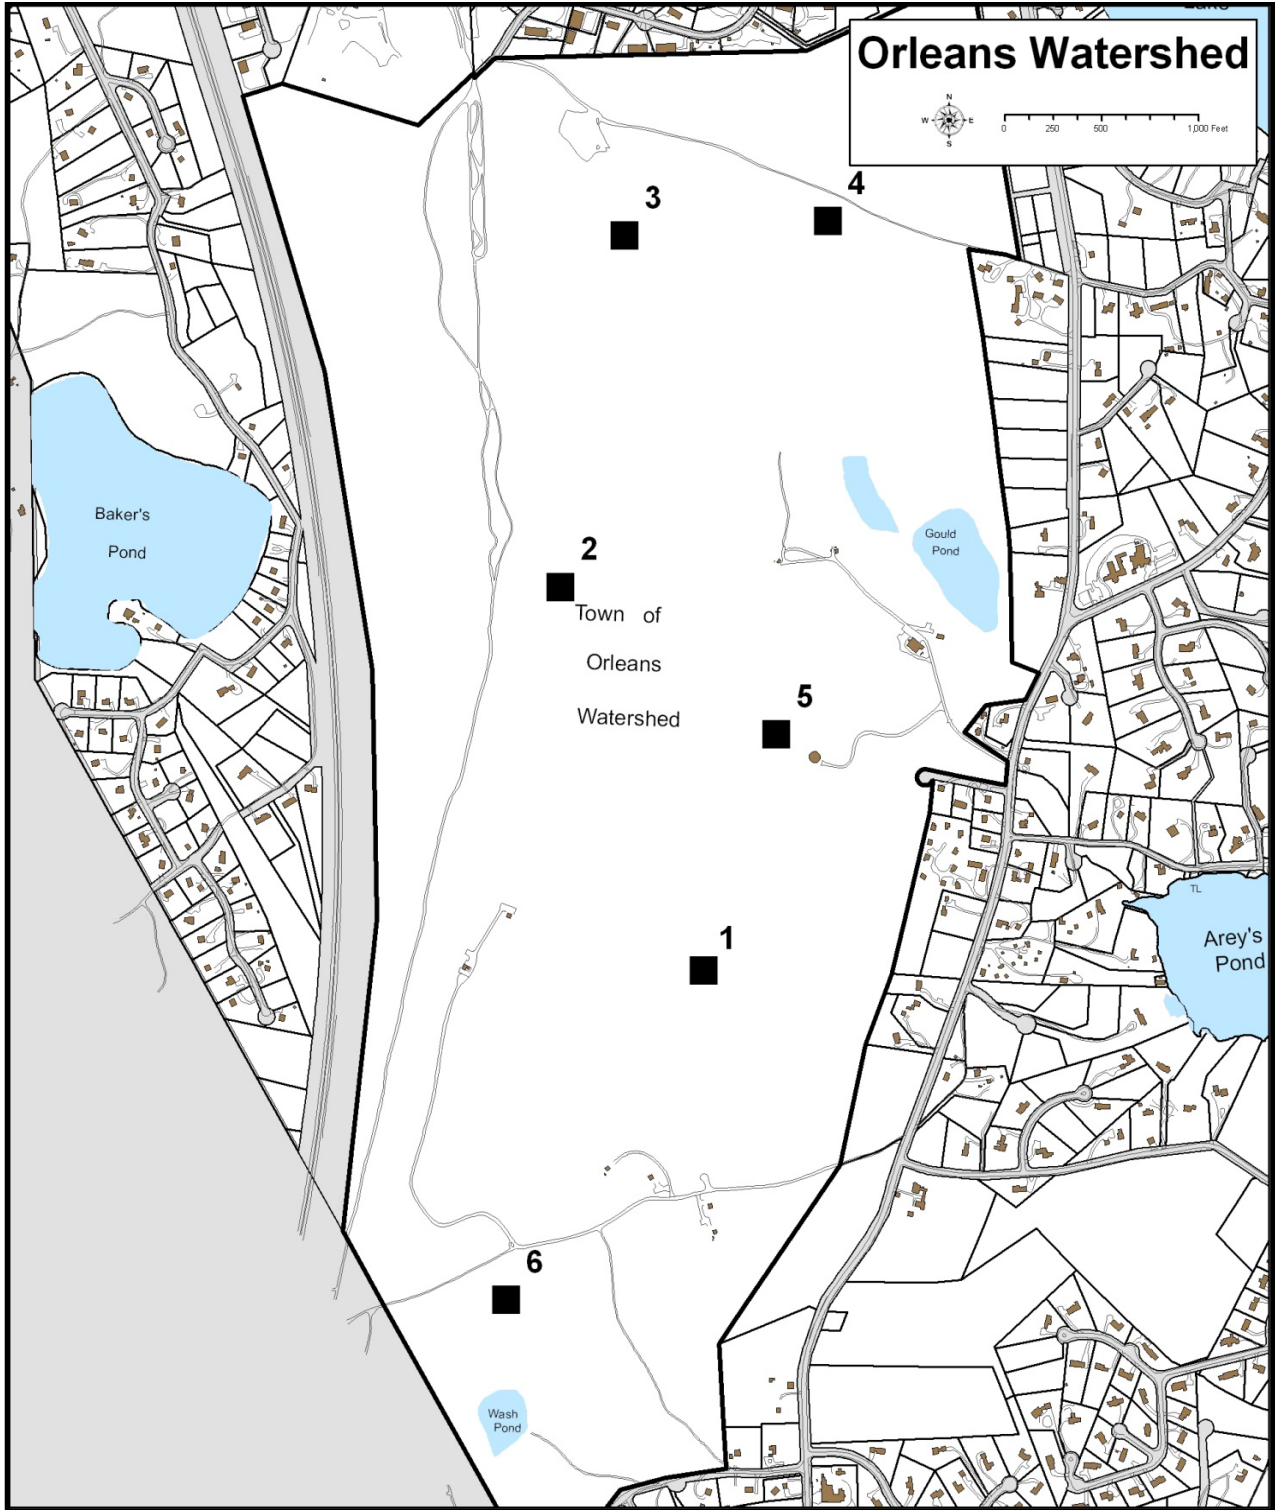 Orleans Watershed
N
W E
S
0 250 500 1,000 Feet
3
4
Baker's
Pond
Gould
Pond
2
Town of
Orleans
Watershed
5
TL
1
Arey's
Pond
6
Wash
Pond